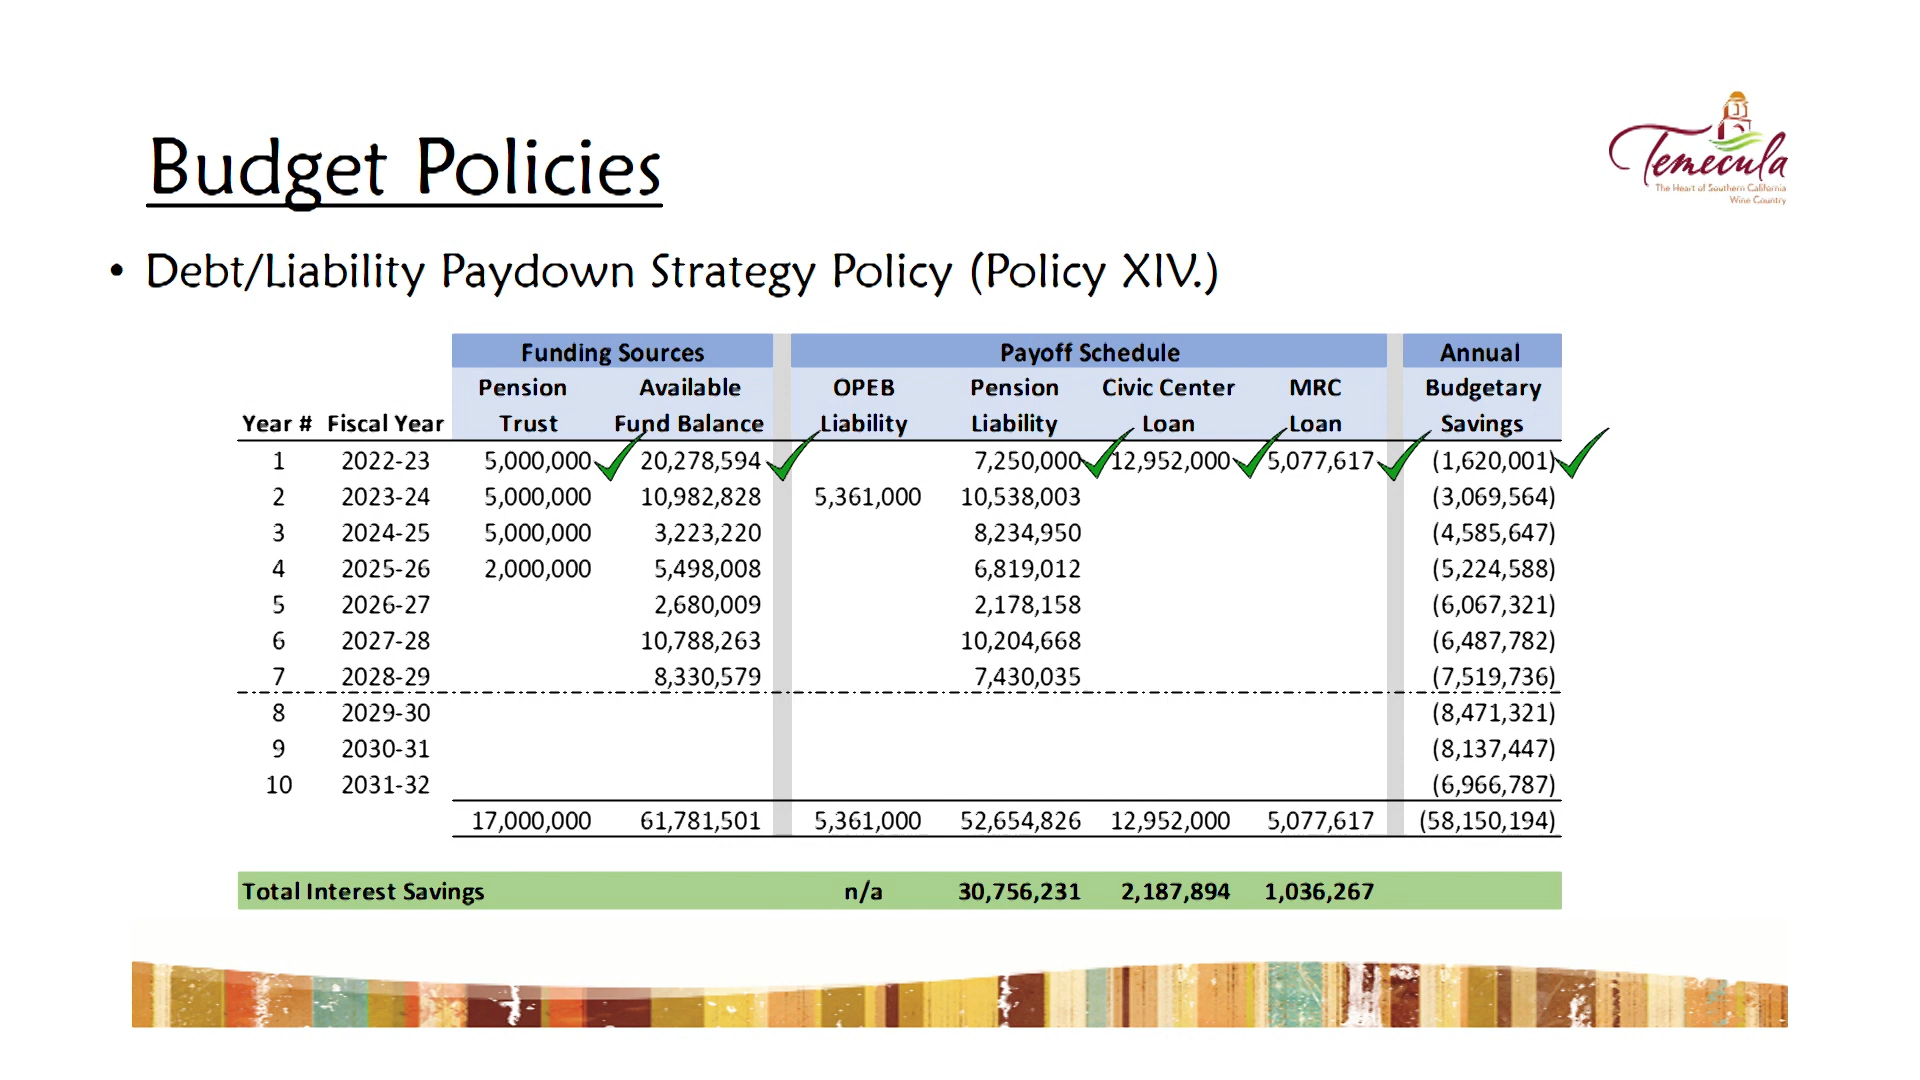 Temecula
The Heart of Southern California
Wine Country
Budget Policies
• Debt/Liability Paydown Strategy Policy (Policy XIV.)
Funding Sources Payoff Schedule Annual
Pension Available OPEB Pension Civic Center MRC Budgetary
Year # Fiscal Year Trust Fund Balance Liability Liability Loan Loan Savings
1 2022-23 5,000,000 20,278,594 7,250,000 12,952,000 5,077,617 (1,620,001)
2 2023-24 5,000,000 10,982,828 5,361,000 10,538,003 (3,069,564)
3 2024-25 5,000,000 3,223,220 8,234,950 (4,585,647)
4 2025-26 2,000,000 5,498,008 6,819,012 (5,224,588)
5 2026-27 2,680,009 2,178,158 (6,067,321)
6 2027-28 10,788,263 10,204,668 (6,487,782)
7 2028-29 8,330,579 7,430,035 (7,519,736)
8 2029-30 (8,471,321)
9 2030-31 (8,137,447)
10 2031-32 (6,966,787)
17,000,000 61,781,501 5,361,000 52,654,826 12,952,000 5,077,617 (58,150,194)
Total Interest Savings n/a 30,756,231 2,187,894 1,036,267